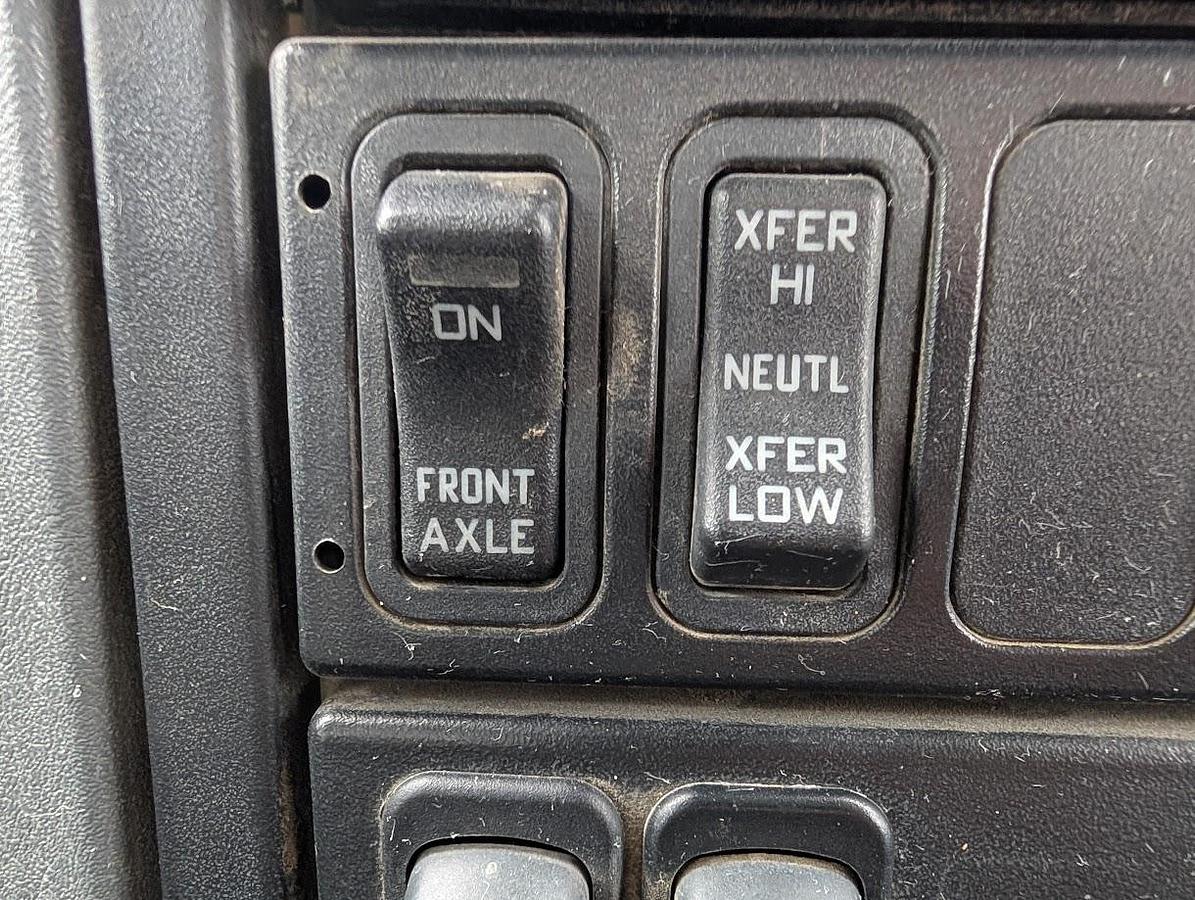 ON
FRONT
AXLE
XFER
HI
NEUTL
XFER
LOW